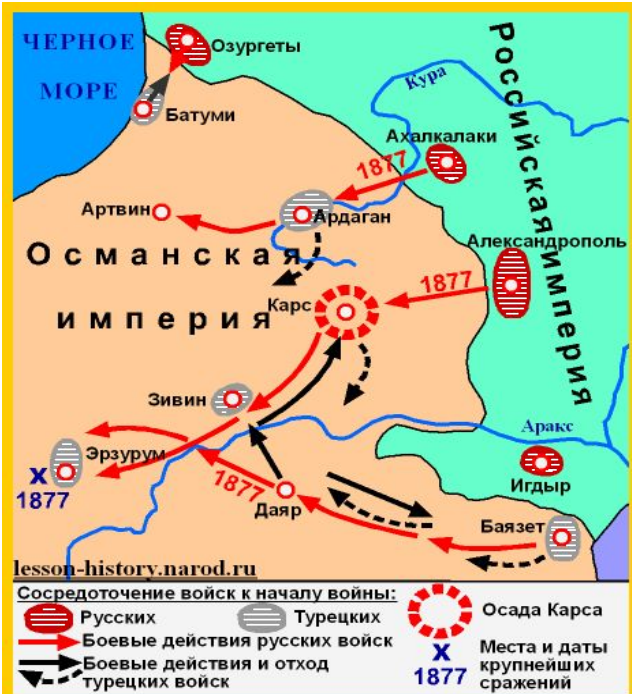 ЧЕРНОЕ
МОРЕ
Озургеты
Российская империя
Кура
Батуми
Ахалкалаки
1877
Артвин
Ардаган
Османская
империя
Александрополь
1877
Карс
Зивин
Аракс
Эрзурум
Х
1877
1877
Даяр
Игдыр
Баязет
lesson-history.narod.ru
Сосредоточение войск к началу войны:
Русских
Турецких
Осада Карса
Боевые действия русских войск
Боевые действия и отход
турецких войск
Х
1877
Места и даты
крупнейших
сражений